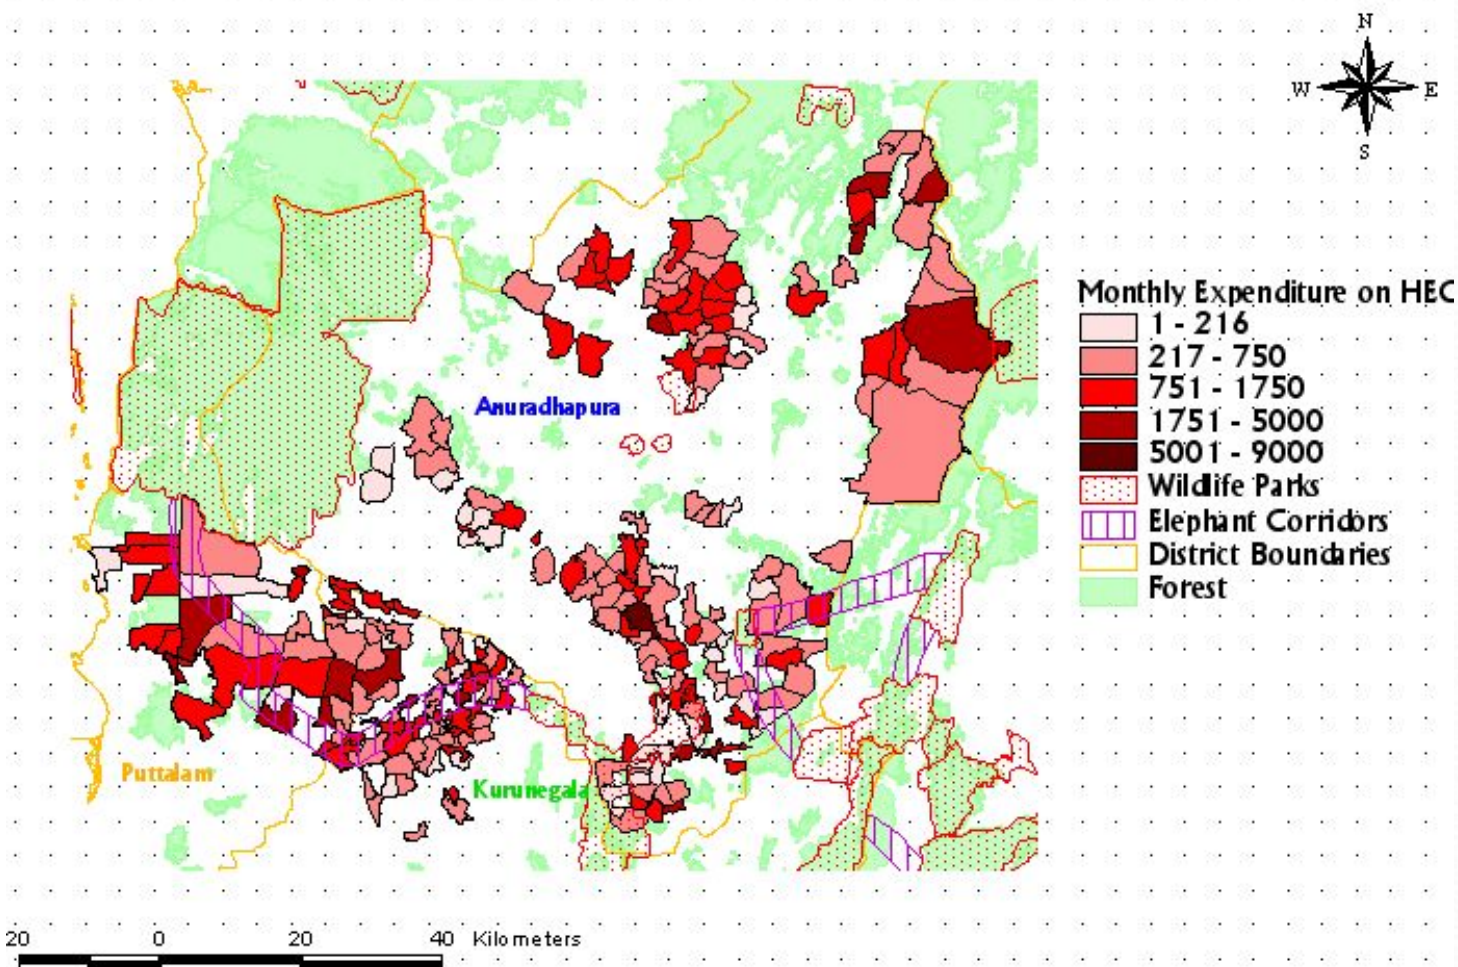 N
W E
S
Monthly Expenditure on HEC
1 - 216
217 - 750
751 - 1750
1751 - 5000
5001 - 9000
Wildlife Parks
Elephant Corridors
District Boundaries
Forest
Anuradhapura
Puttalam
Kurunegala
20 0 20 40 Kilometers